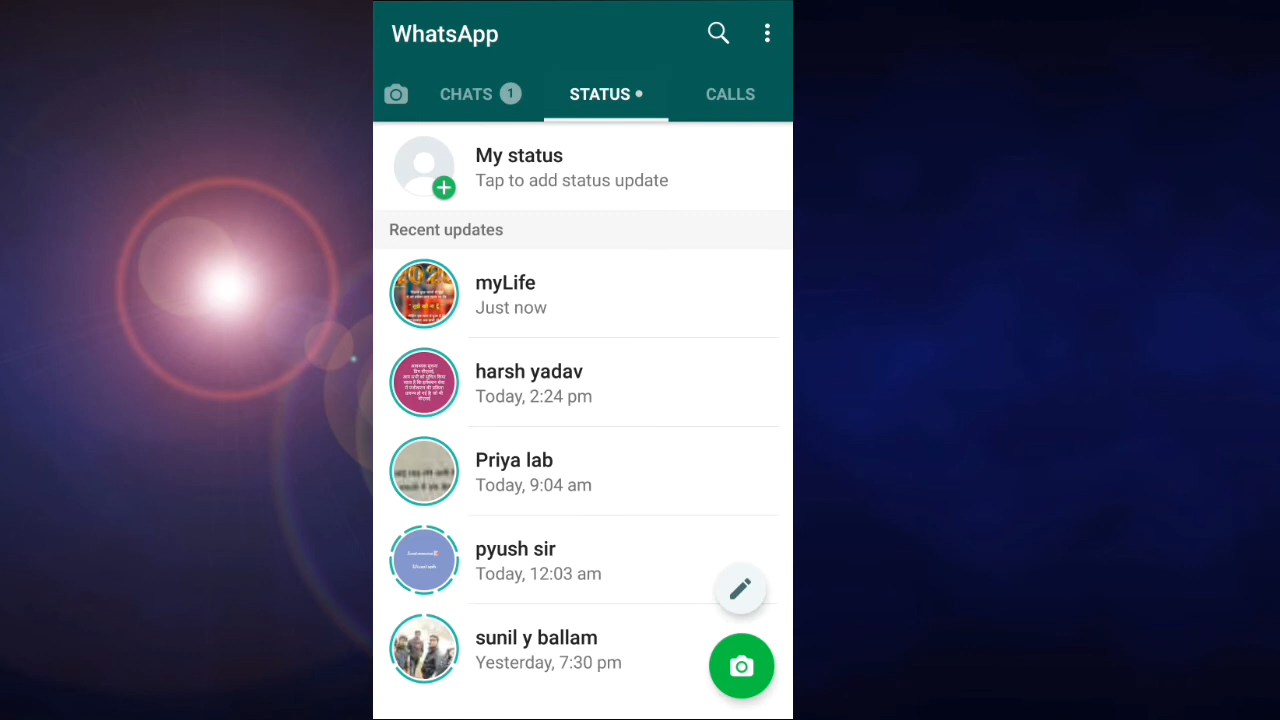 WhatsApp
CHATS 1 STATUS CALLS
My status
Tap to add status update
Recent updates
myLife
Just now
harsh yadav
Today, 2:24 pm
Priya lab
Today, 9:04 am
pyush sir
Today, 12:03 am
sunil y ballam
Yesterday, 7:30 pm